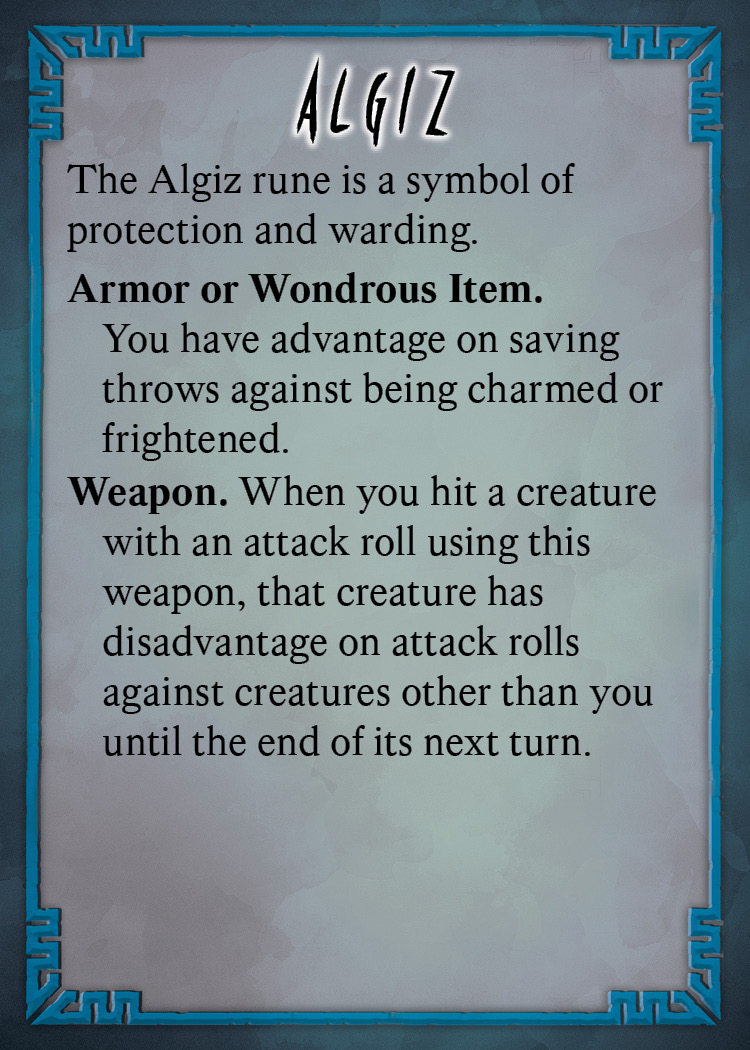 ALGIZ
The Algiz rune is a symbol of
protection and warding.
Armor or Wondrous Item.
You have advantage on saving
throws against being charmed or
frightened.
Weapon. When you hit a creature
with an attack roll using this
weapon, that creature has
disadvantage on attack rolls
against creatures other than you
until the end of its next turn.